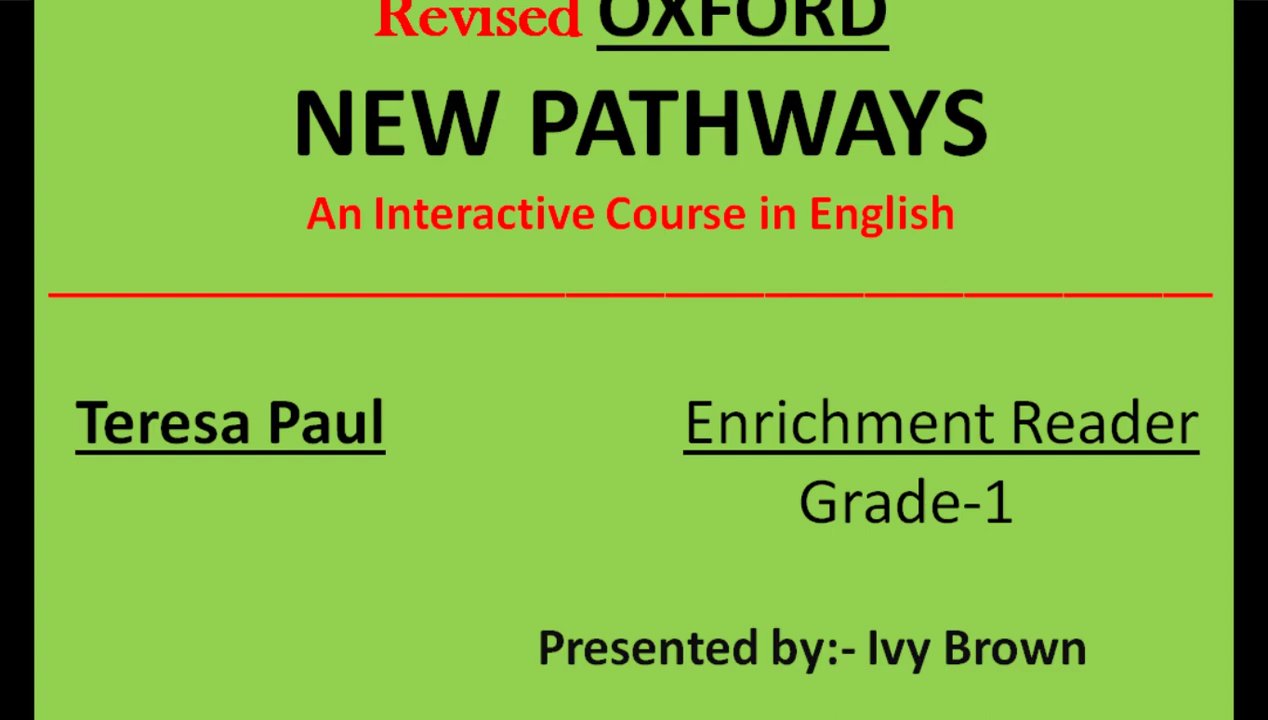 Revised OXFORD
NEW PATHWAYS
An Interactive Course in English
Teresa Paul
Enrichment Reader
Grade-1
Presented by:- Ivy Brown